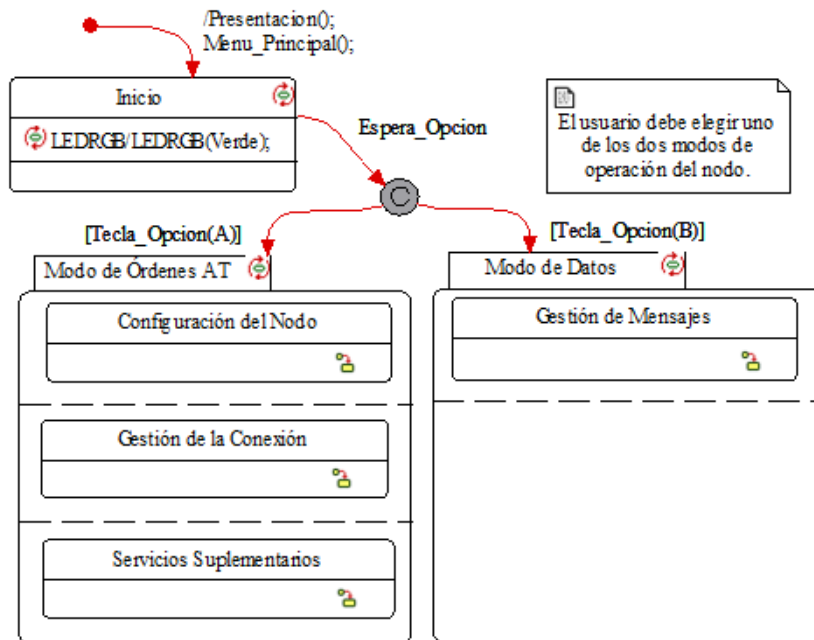 /Presentacion();
Menu_Principal();
Inicio
LEDRGB/LEDRGB(Verde);
Espera_Opcion
El usuario debe elegir uno
de los dos modos de
operación del nodo.
C
[Tecla_Opcion(A)]
[Tecla_Opcion(B)]
Modo de Órdenes AT
Modo de Datos
Configuración del Nodo
Gestión de Mensajes
Gestión de la Conexión
Servicios Suplementarios